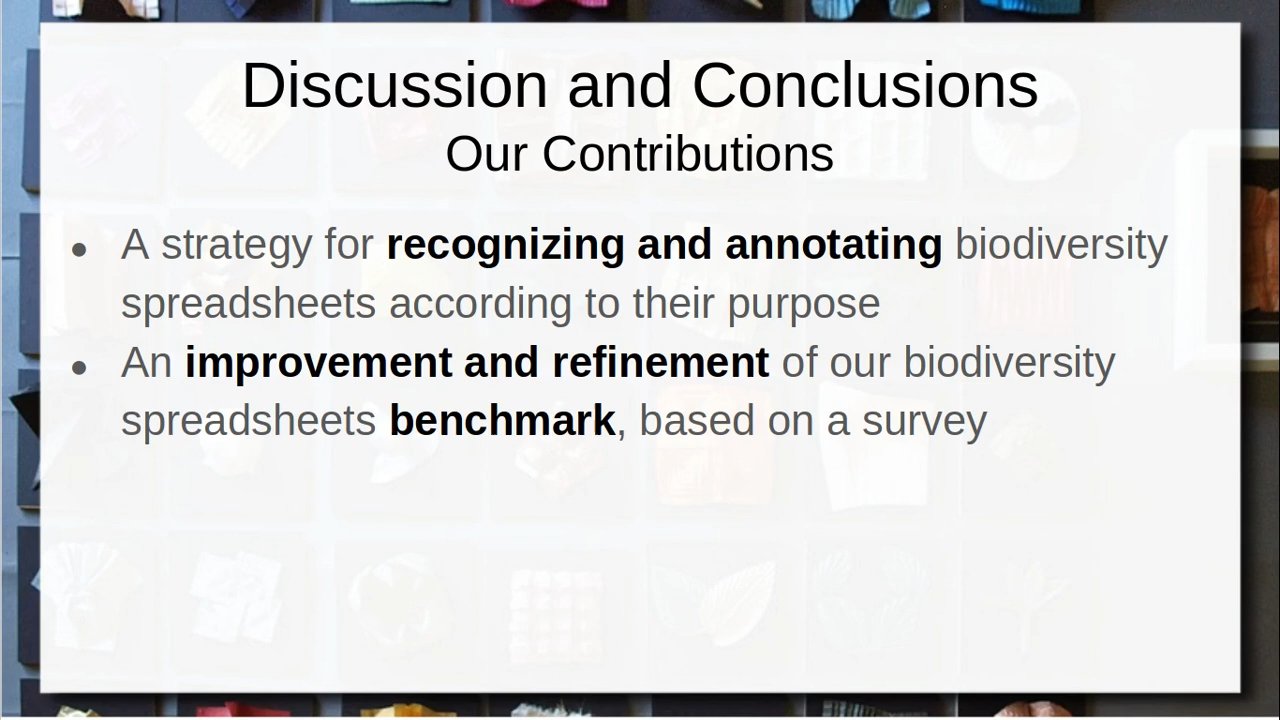 Discussion and Conclusions
Our Contributions
● A strategy for recognizing and annotating biodiversity
spreadsheets according to their purpose
● An improvement and refinement of our biodiversity
spreadsheets benchmark, based on a survey